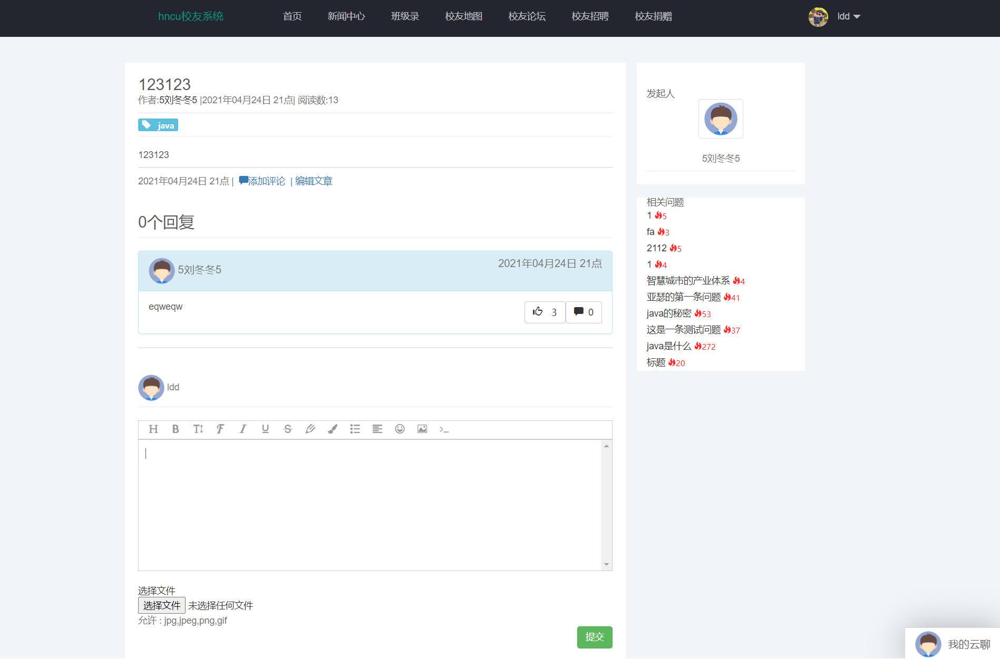 hncu校友系统 首页 新闻中心 班级录 校友地图 校友论坛 校友招聘 校友捐赠 ldd
123123
作者:5刘冬冬5 |2021年04月24日 21点| 阅读数:13
java
123123
2021年04月24日 21点 | 添加评论 | 编辑文章
0个回复
5刘冬冬5 2021年04月24日 21点
eqweqw
3 0
ldd
H B T F I U S
选择文件
选择文件 未选择任何文件
允许 : jpg,jpeg,png,gif
提交
发起人
5刘冬冬5
相关问题
1 5
fa 3
2112 5
1 4
智慧城市的产业体系 4
亚瑟的第一条问题 41
java的秘密 53
这是一条测试问题 37
java是什么 272
标题 20
我的云聊